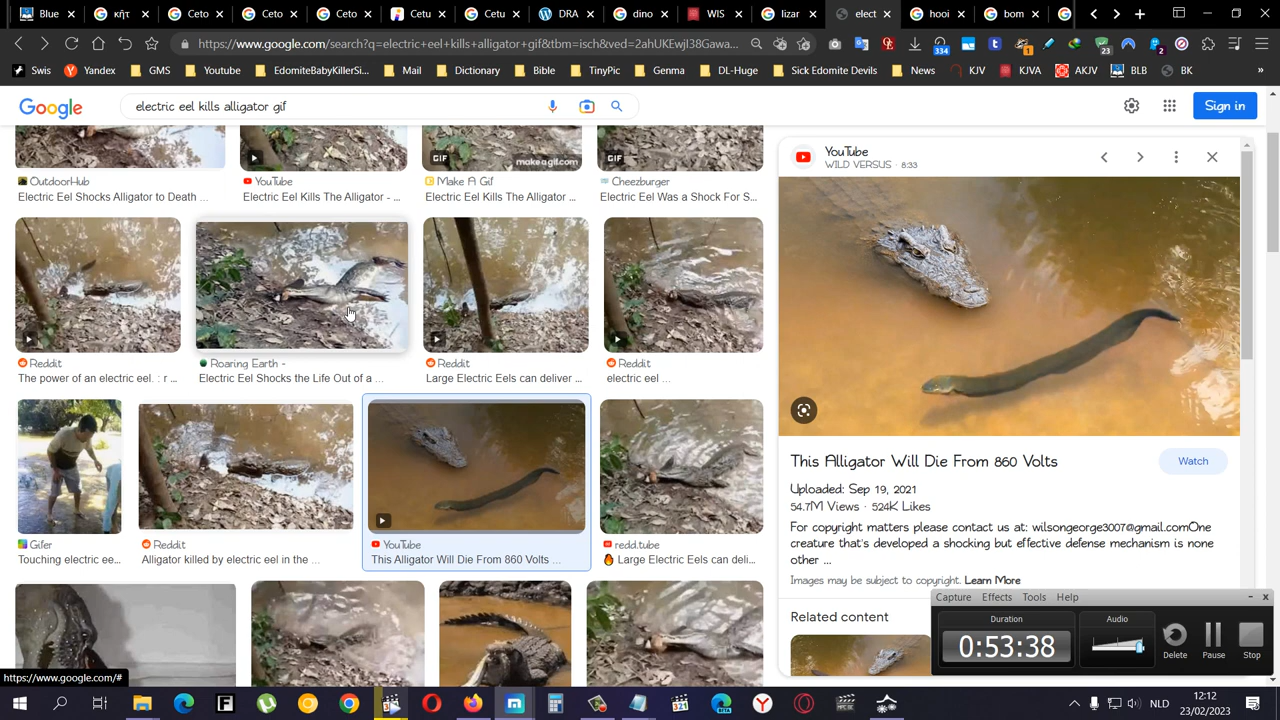 Blue
κήτ
Ceto
Ceto
Ceto
Cetu
Cetu
DRA
dino
WIS
lizar
elect
hooi
bom
https://www.google.com/search?q=electric+eel+kills+alligator+gif&tbm=isch&ved=2ahUKEwjI38Gawa...
334
1
23
2
Swis
Yandex
GMS
Youtube
EdomiteBabyKillerSi...
Mail
Dictionary
Bible
TinyPic
Genma
DL-Huge
Sick Edomite Devils
News
KJV
KJVA
AKJV
BLB
BK
»
Google
electric eel kills alligator gif
Sign in
GIF
makeagif.com
GIF
OutdoorHub
Electric Eel Shocks Alligator to Death ...
YouTube
Electric Eel Kills The Alligator - ...
Make A Gif
Electric Eel Kills The Alligator ...
Cheezburger
Electric Eel Was a Shock For S...
Reddit
The power of an electric eel. : r ...
Roaring Earth -
Electric Eel Shocks the Life Out of a ...
Reddit
Large Electric Eels can deliver ...
Reddit
electric eel ...
Gifer
Touching electric ee...
Reddit
Alligator killed by electric eel in the ...
YouTube
This Alligator Will Die From 860 Volts ...
redd.tube
Large Electric Eels can deli...
YouTube
WILD VERSUS · 8:33
This Alligator Will Die From 860 Volts
Watch
Uploaded: Sep 19, 2021
54.7M Views · 524K Likes
For copyright matters please contact us at: wilsongeorge3007@gmail.comOne
creature that's developed a shocking but effective defense mechanism is none
other ...
Images may be subject to copyright. Learn More
Related content
Capture Effects Tools Help
Duration
0:53:38
Audio
Delete
Pause
Stop
https://www.google.com/#
F
321
321
BETA
NLD
12:12
23/02/2023